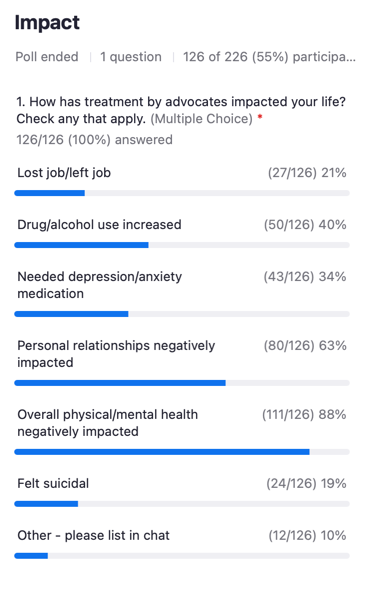 Impact
Poll ended | 1 question | 126 of 226 (55%) participa...
1. How has treatment by advocates impacted your life?
Check any that apply. (Multiple Choice) *
126/126 (100%) answered
Lost job/left job (27/126) 21%
Drug/alcohol use increased (50/126) 40%
Needed depression/anxiety (43/126) 34%
medication
Personal relationships negatively (80/126) 63%
impacted
Overall physical/mental health (111/126) 88%
negatively impacted
Felt suicidal (24/126) 19%
Other - please list in chat (12/126) 10%